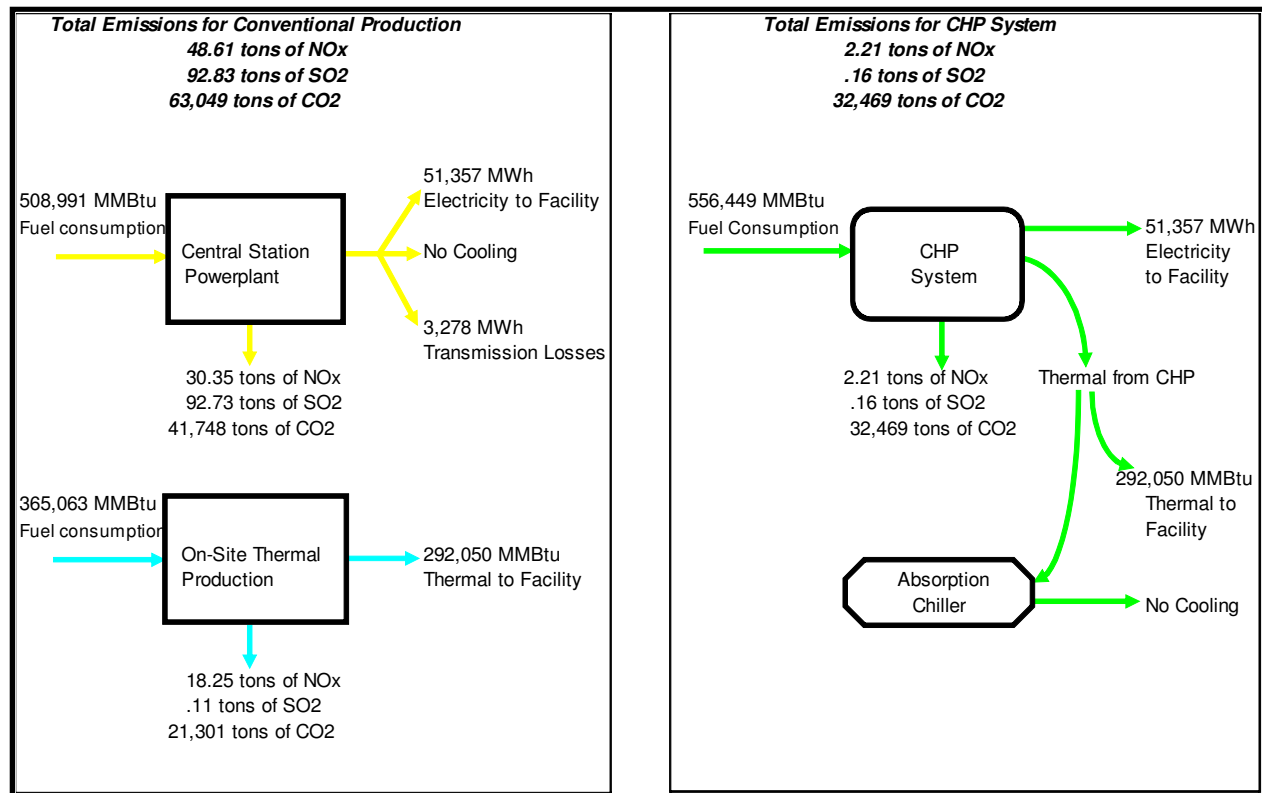 Total Emissions for Conventional Production
48.61 tons of NOx
92.83 tons of SO2
63,049 tons of CO2
508,991 MMBtu
Fuel consumption
Central Station
Powerplant
51,357 MWh
Electricity to Facility
No Cooling
3,278 MWh
Transmission Losses
30.35 tons of NOx
92.73 tons of SO2
41,748 tons of CO2
365,063 MMBtu
Fuel consumption
On-Site Thermal
Production
292,050 MMBtu
Thermal to Facility
18.25 tons of NOx
.11 tons of SO2
21,301 tons of CO2
Total Emissions for CHP System
2.21 tons of NOx
.16 tons of SO2
32,469 tons of CO2
556,449 MMBtu
Fuel Consumption
CHP
System
51,357 MWh
Electricity
to Facility
2.21 tons of NOx
.16 tons of SO2
32,469 tons of CO2
Thermal from CHP
292,050 MMBtu
Thermal to
Facility
Absorption
Chiller
No Cooling